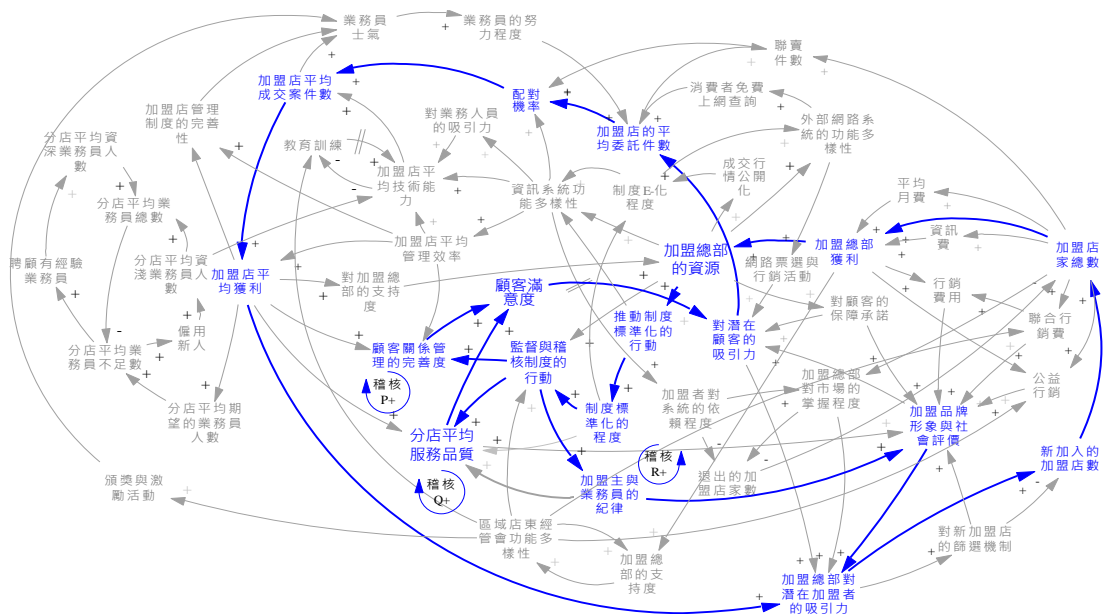 業務員
士氣
業務員的努
力程度
聯賣
件數
加盟店平均
成交案件數
配對
機率
消費者免費
上網查詢
加盟店管理
制度的完善
性
對業務人員
的吸引力
加盟店的平
均委託件數
外部網路系
統的功能多
樣性
分店平均資
深業務員人
數
教育訓練
加盟店平
均技術能
力
資訊系統功
能多樣性
制度E-化
程度
成交行
情公開
化
平均
月費
分店平均業
務員總數
資訊
費
加盟店
家總數
聘顧有經驗
業務員
分店平均資
淺業務員人
數
加盟店平
均獲利
加盟店平均
管理效率
對加盟總
部的支持
度
加盟總部
的資源
加盟總部
獲利
網路票選與
行銷活動
顧客滿
意度
行銷
費用
僱用
新人
推動制度
標準化的
行動
對潛在
顧客的
吸引力
對顧客的
保障承諾
聯合行
銷費
分店平均業
務員不足數
顧客關係管
理的完善度
監督與稽
核制度的
行動
稽核
P+
分店平均期
望的業務員
人數
制度標
準化的
程度
加盟者對
系統的依
賴程度
加盟總部
對市場的
掌握程度
公益
行銷
加盟品牌
形象與社
會評價
分店平均
服務品質
新加入的
加盟店數
稽核
R+
頒獎與激
勵活動
稽核
Q+
加盟主與
業務員的
紀律
退出的加
盟店家數
區域店東經
管會功能多
樣性
加盟總
部的支
持度
對新加盟店
的篩選機制
加盟總部對
潛在加盟者
的吸引力